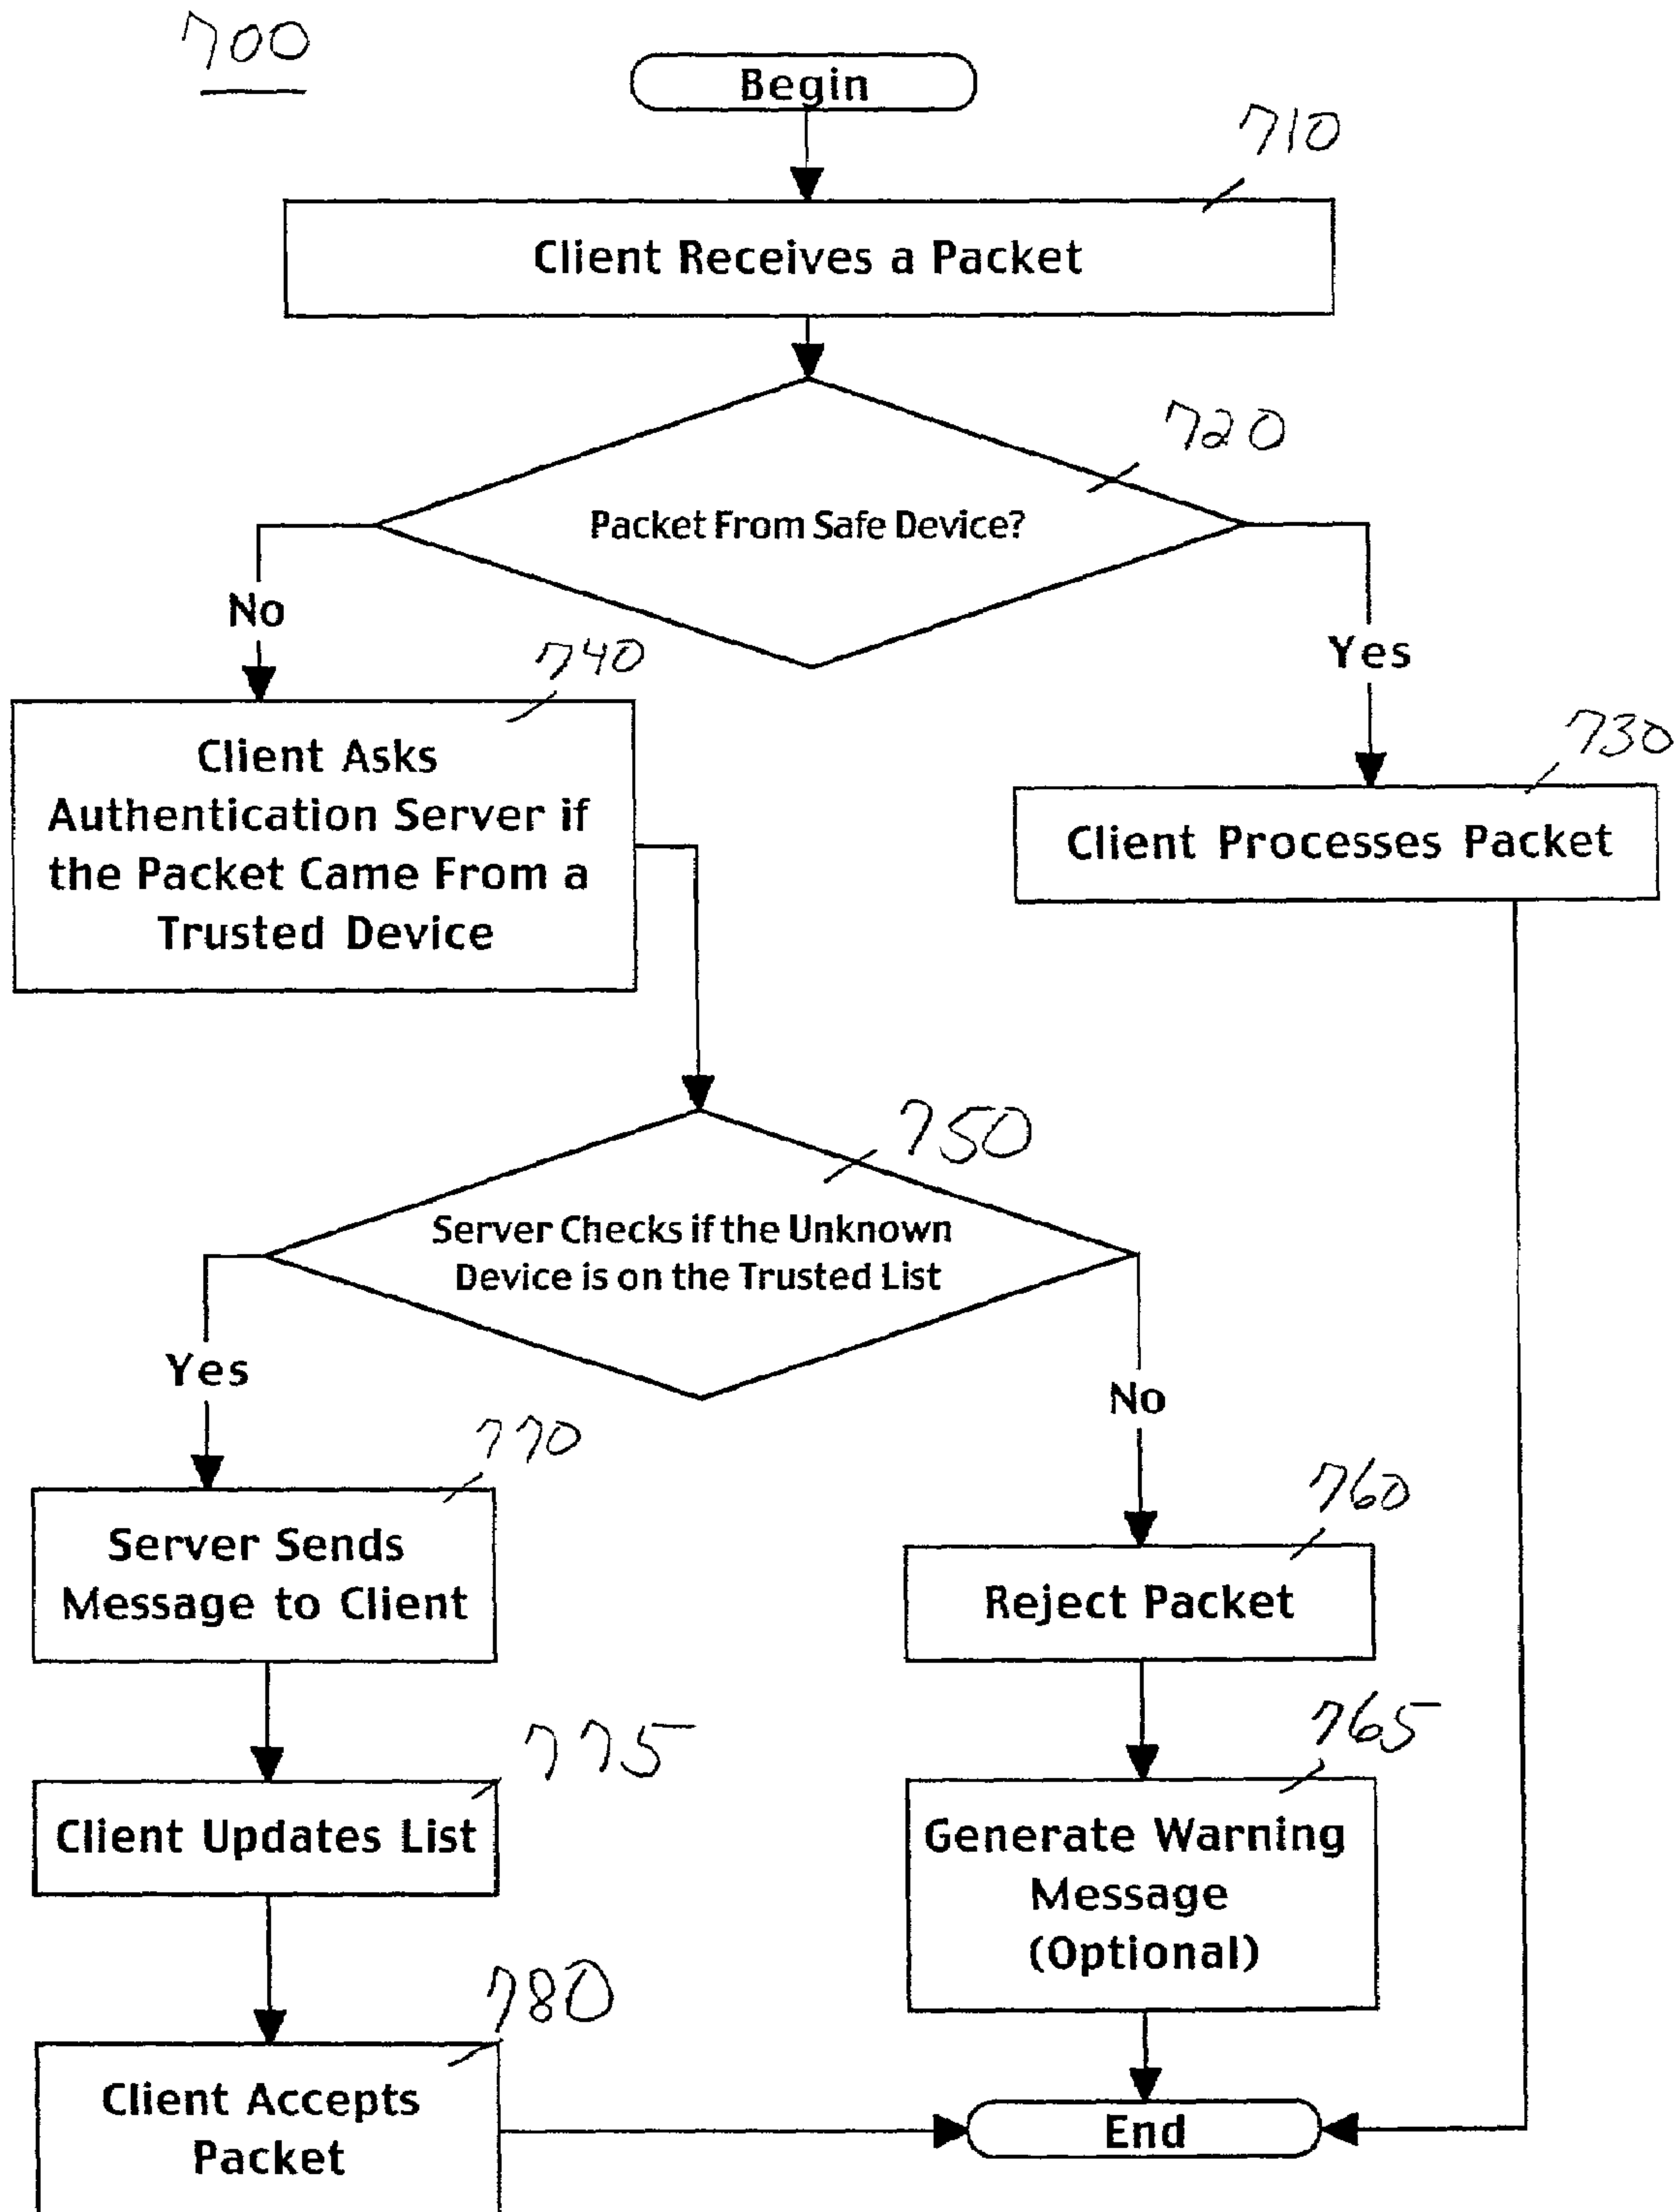 700
Begin
710
Client Receives a Packet
720
Packet From Safe Device?
No
Yes
740
Client Asks
Authentication Server if
the Packet Came From a
Trusted Device
730
Client Processes Packet
750
Server Checks if the Unknown
Device is on the Trusted List
Yes
No
770
Server Sends
Message to Client
760
Reject Packet
775
Client Updates List
765
Generate Warning
Message
(Optional)
780
Client Accepts
Packet
End